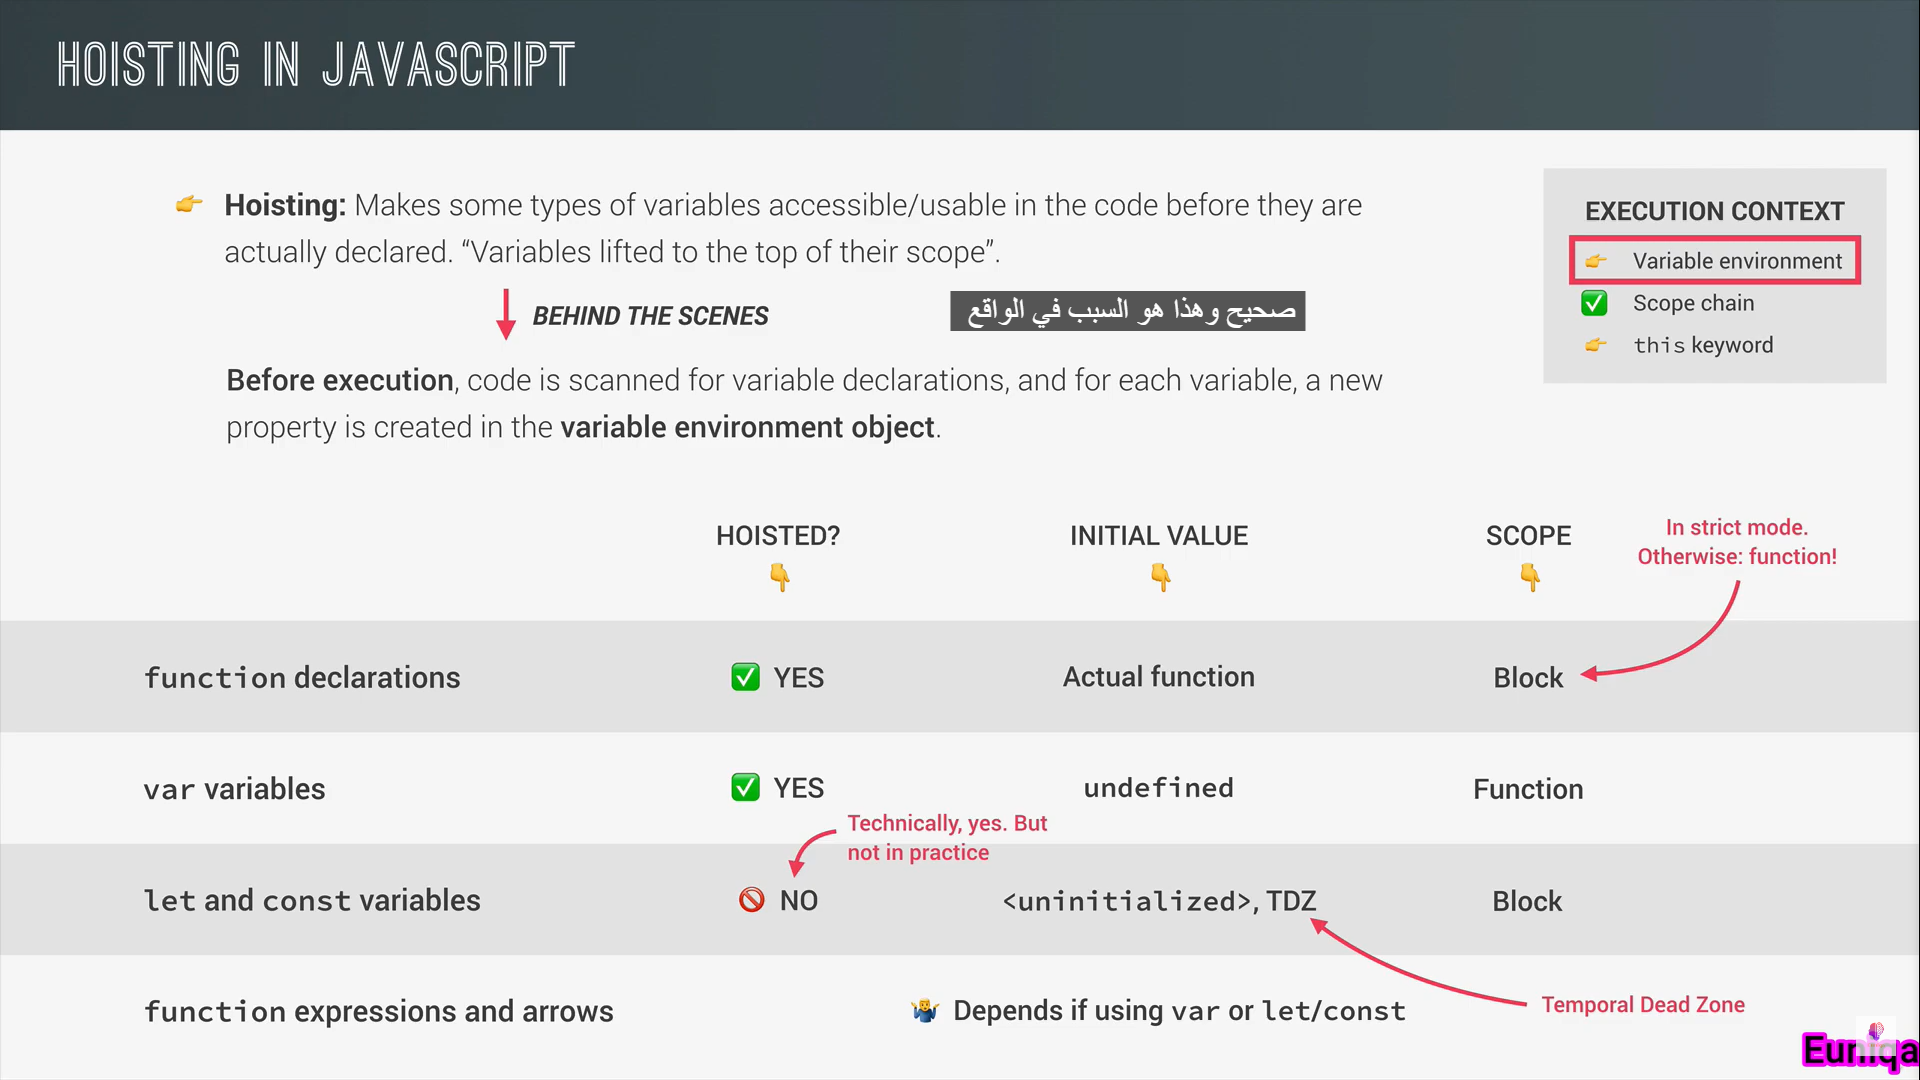 HOISTING IN JAVASCRIPT
Hoisting: Makes some types of variables accessible/usable in the code before they are
actually declared. “Variables lifted to the top of their scope”.
BEHIND THE SCENES
صحيح وهذا هو السبب في الواقع
Before execution, code is scanned for variable declarations, and for each variable, a new
property is created in the variable environment object.
EXECUTION CONTEXT
Variable environment
Scope chain
this keyword
HOISTED?
INITIAL VALUE
SCOPE
In strict mode.
Otherwise: function!
function declarations
YES
Actual function
Block
var variables
YES
undefined
Function
Technically, yes. But
not in practice
let and const variables
NO
<uninitialized>, TDZ
Block
function expressions and arrows
Depends if using var or let/const
Temporal Dead Zone